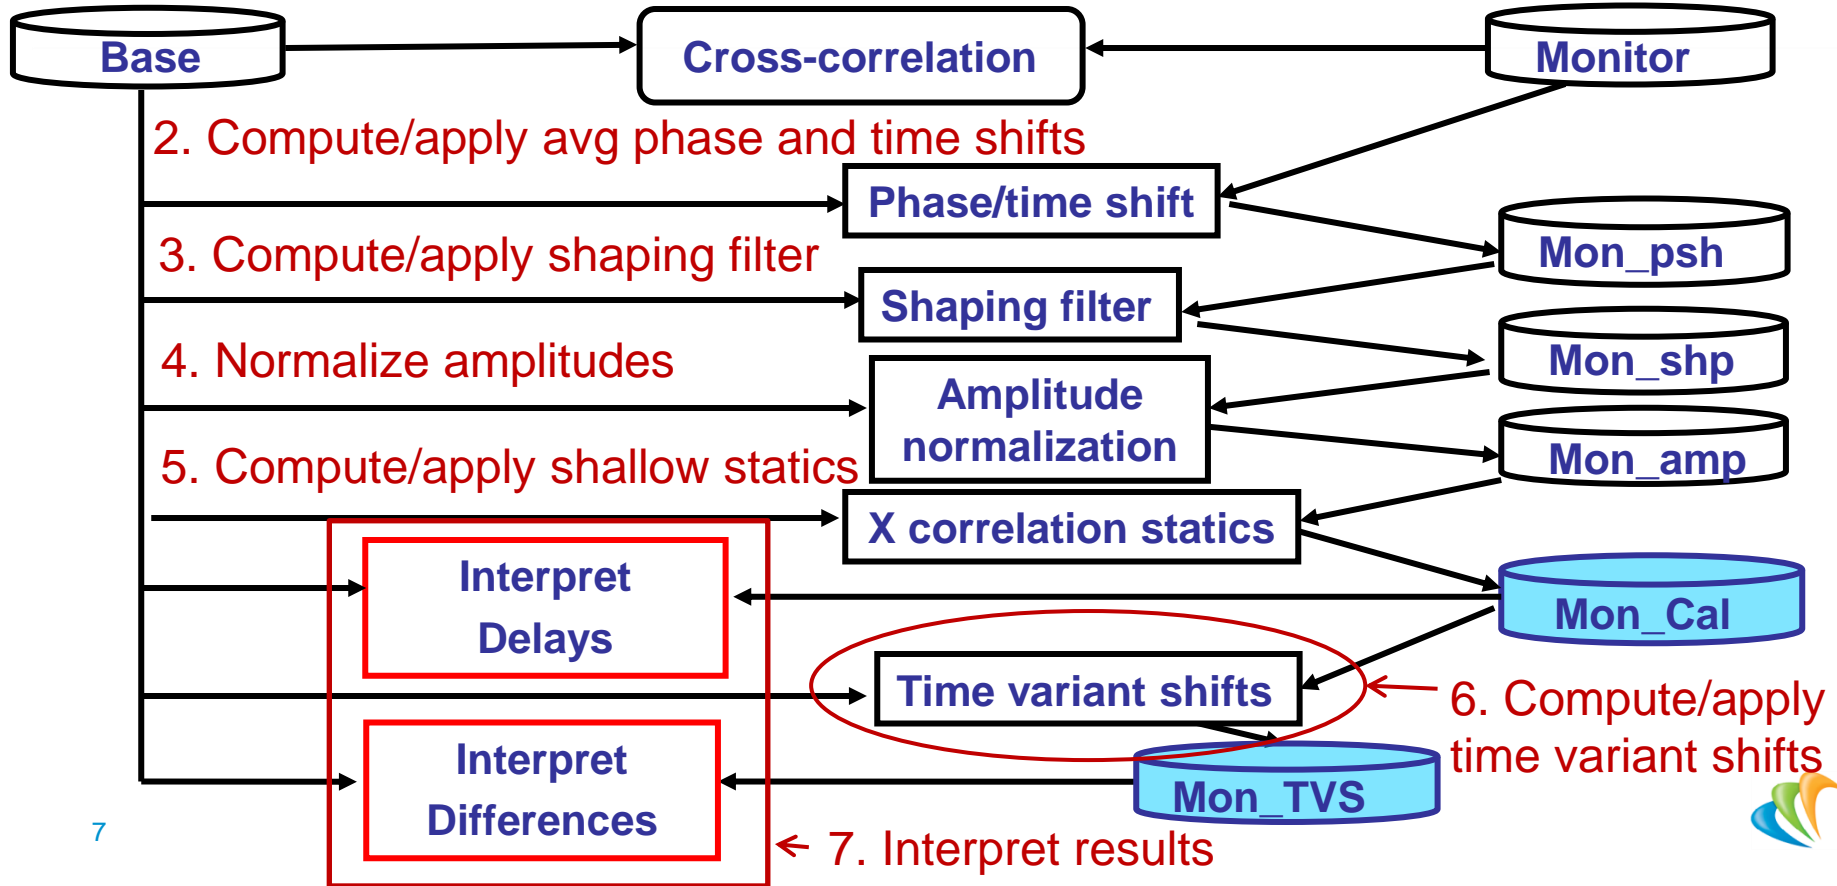 Base
Cross-correlation
Monitor
2. Compute/apply avg phase and time shifts
Phase/time shift
3. Compute/apply shaping filter
Mon_psh
Shaping filter
4. Normalize amplitudes
Mon_shp
Amplitude
normalization
5. Compute/apply shallow statics
Mon_amp
X correlation statics
Interpret
Delays
Mon_Cal
Time variant shifts
6. Compute/apply
time variant shifts
Interpret
Differences
Mon_TVS
7. Interpret results
7